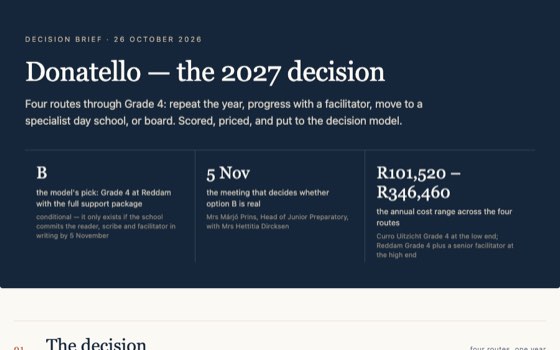 DECISION BRIEF · 26 OCTOBER 2026
Donatello — the 2027 decision
Four routes through Grade 4: repeat the year, progress with a facilitator, move to a
specialist day school, or board. Scored, priced, and put to the decision model.
B
the model's pick: Grade 4 at Reddam
with the full support package
conditional — it only exists if the school
commits the reader, scribe and facilitator in
writing by 5 November
5 Nov
the meeting that decides whether
option B is real
Mrs Márjó Prins, Head of Junior Preparatory,
with Mrs Hettitia Dircksen
R101,520 –
R346,460
the annual cost range across the four
routes
Curro Uitzicht Grade 4 at the low end;
Reddam Grade 4 plus a senior facilitator at
the high end
01
The decision
four routes, one year